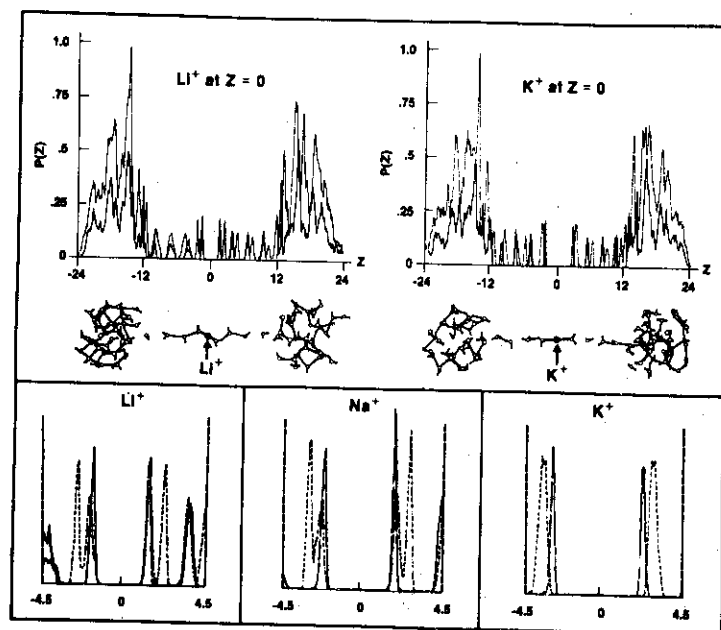 1.0
.75
.5
.25
0
P(Z)
Li⁺ at Z = 0
-24
-12
0
12
24
Z
1.0
.75
.5
.25
0
P(Z)
K⁺ at Z = 0
-24
-12
0
12
24
Z
Li⁺
K⁺
Li⁺
-4.5
0
4.5
Na⁺
-4.5
0
4.5
K⁺
-4.5
0
4.5